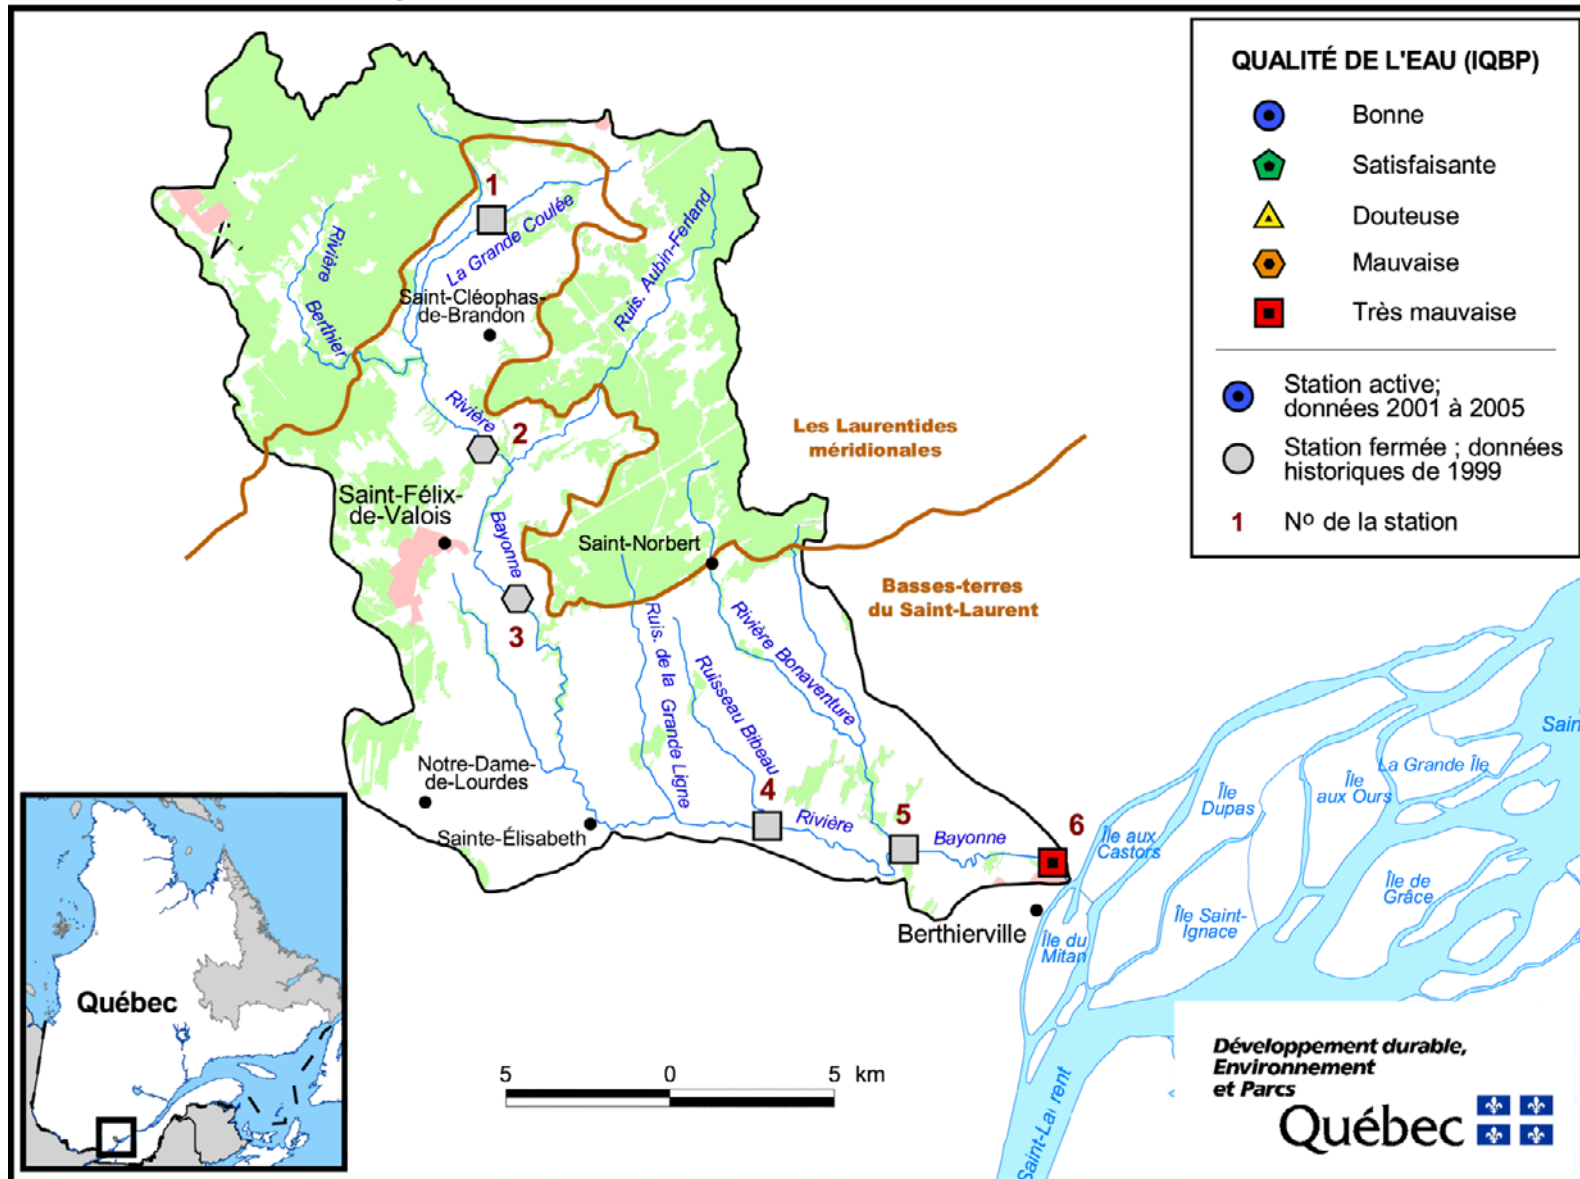 QUALITÉ DE L'EAU (IQBP)
Bonne
Satisfaisante
Douteuse
Mauvaise
Très mauvaise
Station active;
données 2001 à 2005
Station fermée ; données
historiques de 1999
1 No de la station
1
La Grande Coulée
Rivière
Berthier
Saint-Cléophas-
de-Brandon
Ruis. Aubin-Ferland
Rivière
2
Les Laurentides
méridionales
Saint-Félix-
de-Valois
Bayonne
Saint-Norbert
Basses-terres
du Saint-Laurent
3
Ruis. de la Grande Ligne
Ruisseau Bibeau
Rivière Bonaventure
Notre-Dame-
de-Lourdes
Sainte-Élisabeth
4
Rivière
5
Bayonne
6
Berthierville
Île aux
Castors
Île
Dupas
Île
aux Ours
La Grande Île
Île de
Grâce
Île Saint-
Ignace
Île du
Mitan
Québec
5 0 5 km
Développement durable,
Environnement
et Parcs
Québec